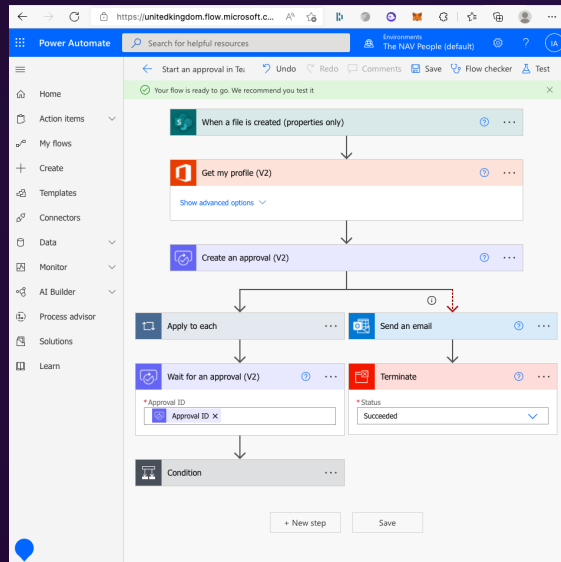 https://unitedkingdom.flow.microsoft.c...
Power Automate
Search for helpful resources
Environments
The NAV People (default)
?
IA
Start an approval in Tea
Undo
Redo
Comments
Save
Flow checker
Test
Your flow is ready to go. We recommend you test it
Home
Action items
My flows
Create
Templates
Connectors
Data
Monitor
AI Builder
Process advisor
Solutions
Learn
When a file is created (properties only)
Get my profile (V2)
Show advanced options
Create an approval (V2)
Apply to each
Send an email
Wait for an approval (V2)
Terminate
* Approval ID
Approval ID ×
* Status
Succeeded
Condition
+ New step
Save